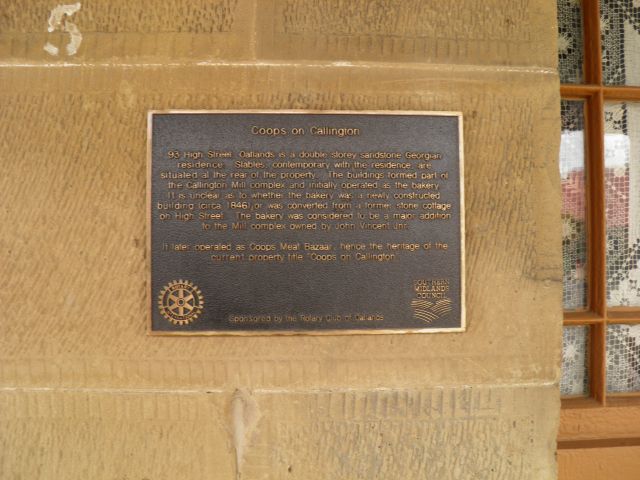 5
Coops on Callington
93 High Street, Oatlands is a double storey sandstone Georgian
residence. Stables, contemporary with the residence, are
situated at the rear of the property. The buildings formed part of
the Callington Mill complex and initially operated as the bakery.
It is unclear as to whether the bakery was a newly constructed
building (circa 1846) or was converted from a former stone cottage
on High Street. The bakery was considered to be a major addition
to the Mill complex owned by John Vincent Jnr.
It later operated as Coops Meat Bazaar, hence the heritage of the
current property title "Coops on Callington".
SOUTHERN
MIDLANDS
COUNCIL
Sponsored by the Rotary Club of Oatlands